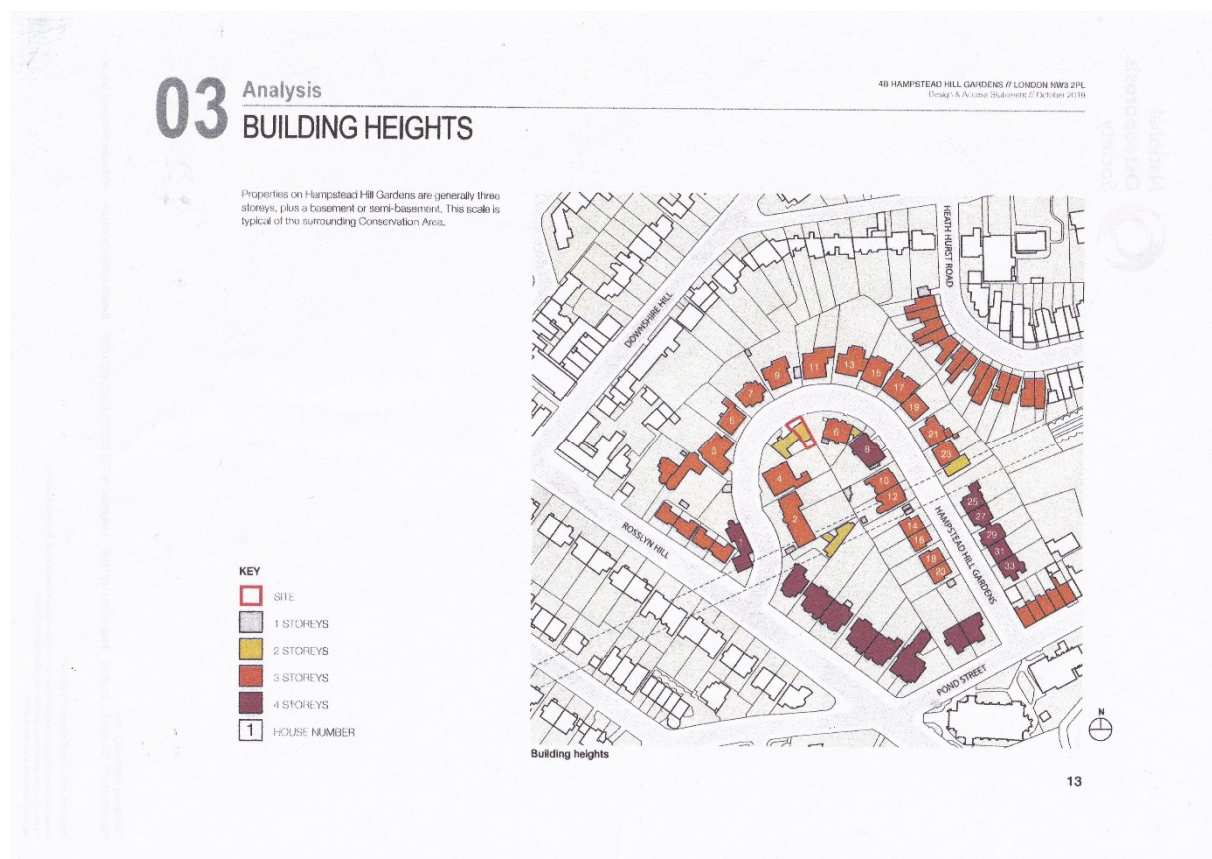 03
Analysis
BUILDING HEIGHTS
4B HAMPSTEAD HILL GARDENS // LONDON NW3 2PL
Design & Access Statement // October 2019
Properties on Hampstead Hill Gardens are generally three
storeys, plus a basement or semi-basement. This scale is
typical of the surrounding Conservation Area.
HEATH HURST ROAD
DOWNSHIRE HILL
11
13
9
15
7
17
19
5
6
21
3
8
23
4
10
12
25
2
27
14
29
16
31
18
33
20
ROSSLYN HILL
HAMPSTEAD HILL GARDENS
POND STREET
KEY
SITE
1 STOREYS
2 STOREYS
3 STOREYS
4 STOREYS
1 HOUSE NUMBER
N
Building heights
13